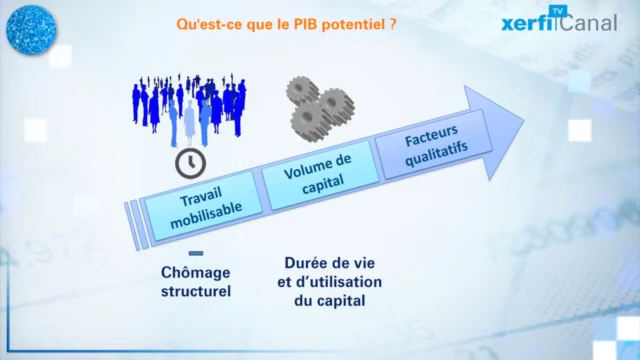 Qu'est-ce que le PIB potentiel ?
TV
xerfi Canal
Travail
mobilisable
Volume de
capital
Facteurs
qualitatifs
Chômage
structurel
Durée de vie
et d'utilisation
du capital